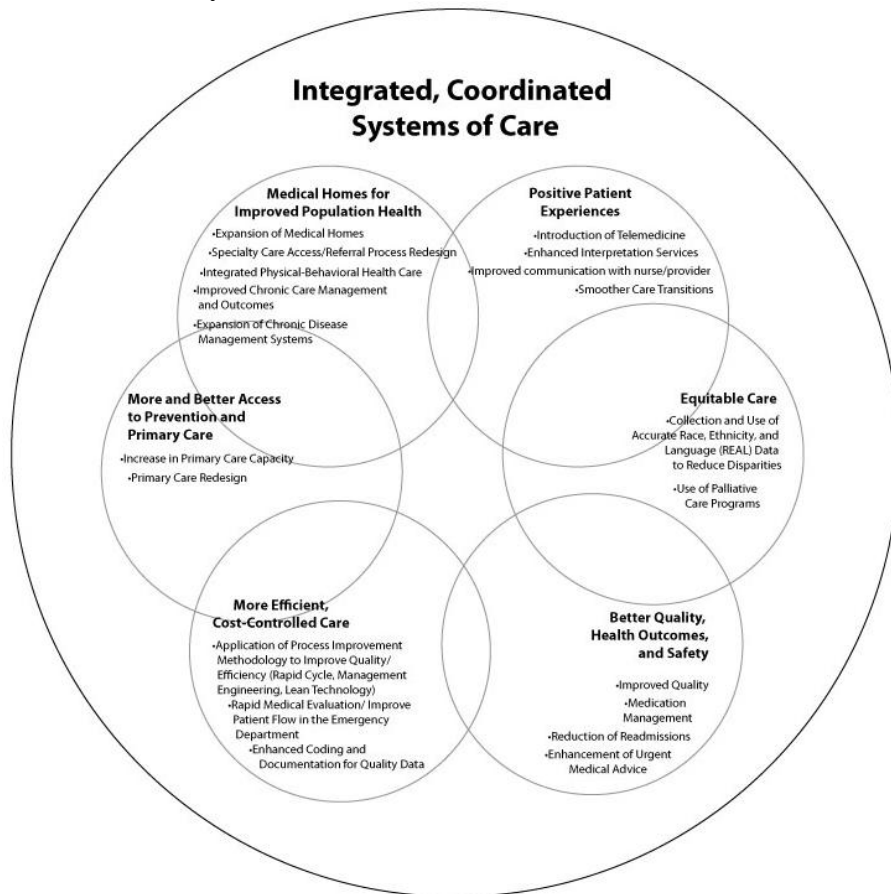 Integrated, Coordinated
Systems of Care
Medical Homes for
Improved Population Health
•Expansion of Medical Homes
•Specialty Care Access/Referral Process Redesign
•Integrated Physical-Behavioral Health Care
•Improved Chronic Care Management
and Outcomes
•Expansion of Chronic Disease
Management Systems
Positive Patient
Experiences
•Introduction of Telemedicine
•Enhanced Interpretation Services
•Improved communication with nurse/provider
•Smoother Care Transitions
More and Better Access
to Prevention and
Primary Care
•Increase in Primary Care Capacity
•Primary Care Redesign
Equitable Care
•Collection and Use of
Accurate Race, Ethnicity, and
Language (REAL) Data
to Reduce Disparities
•Use of Palliative
Care Programs
More Efficient,
Cost-Controlled Care
•Application of Process Improvement
Methodology to Improve Quality/
Efficiency (Rapid Cycle, Management
Engineering, Lean Technology)
•Rapid Medical Evaluation/ Improve
Patient Flow in the Emergency
Department
•Enhanced Coding and
Documentation for Quality Data
Better Quality,
Health Outcomes,
and Safety
•Improved Quality
•Medication
Management
•Reduction of Readmissions
•Enhancement of Urgent
Medical Advice